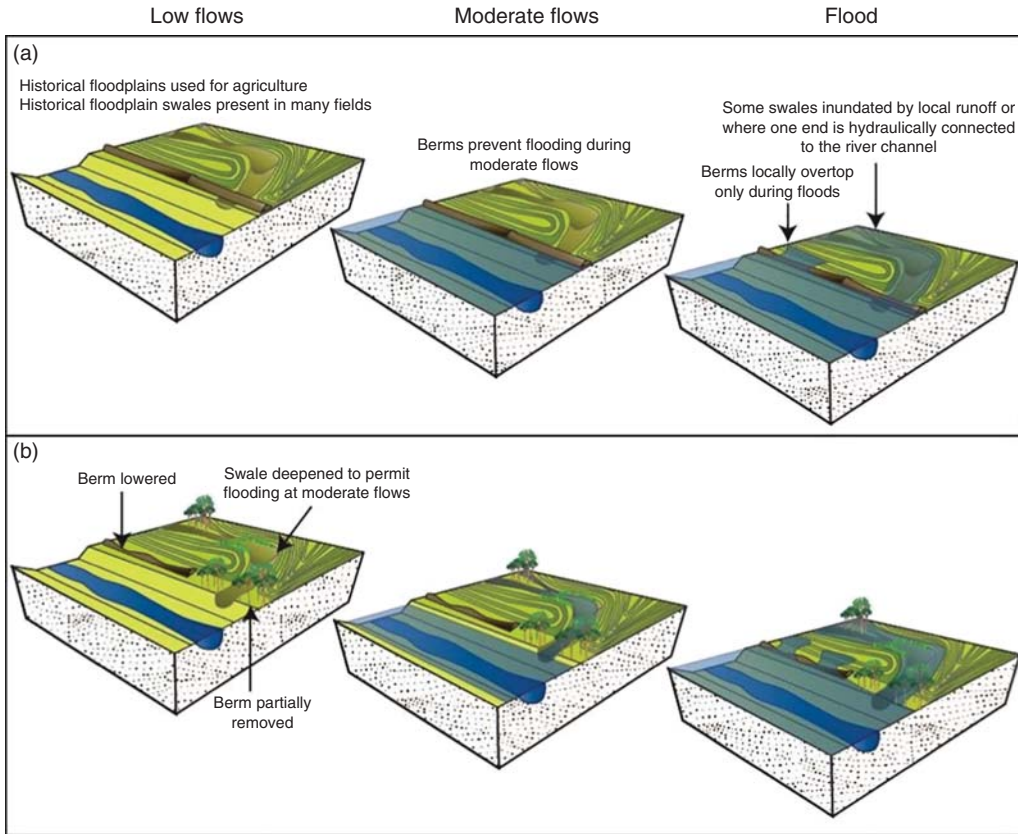 Low flows
Moderate flows
Flood
(a)
Historical floodplains used for agriculture
Historical floodplain swales present in many fields
Berms prevent flooding during
moderate flows
Some swales inundated by local runoff or
where one end is hydraulically connected
to the river channel
Berms locally overtop
only during floods
(b)
Berm lowered
Swale deepened to permit
flooding at moderate flows
Berm partially
removed